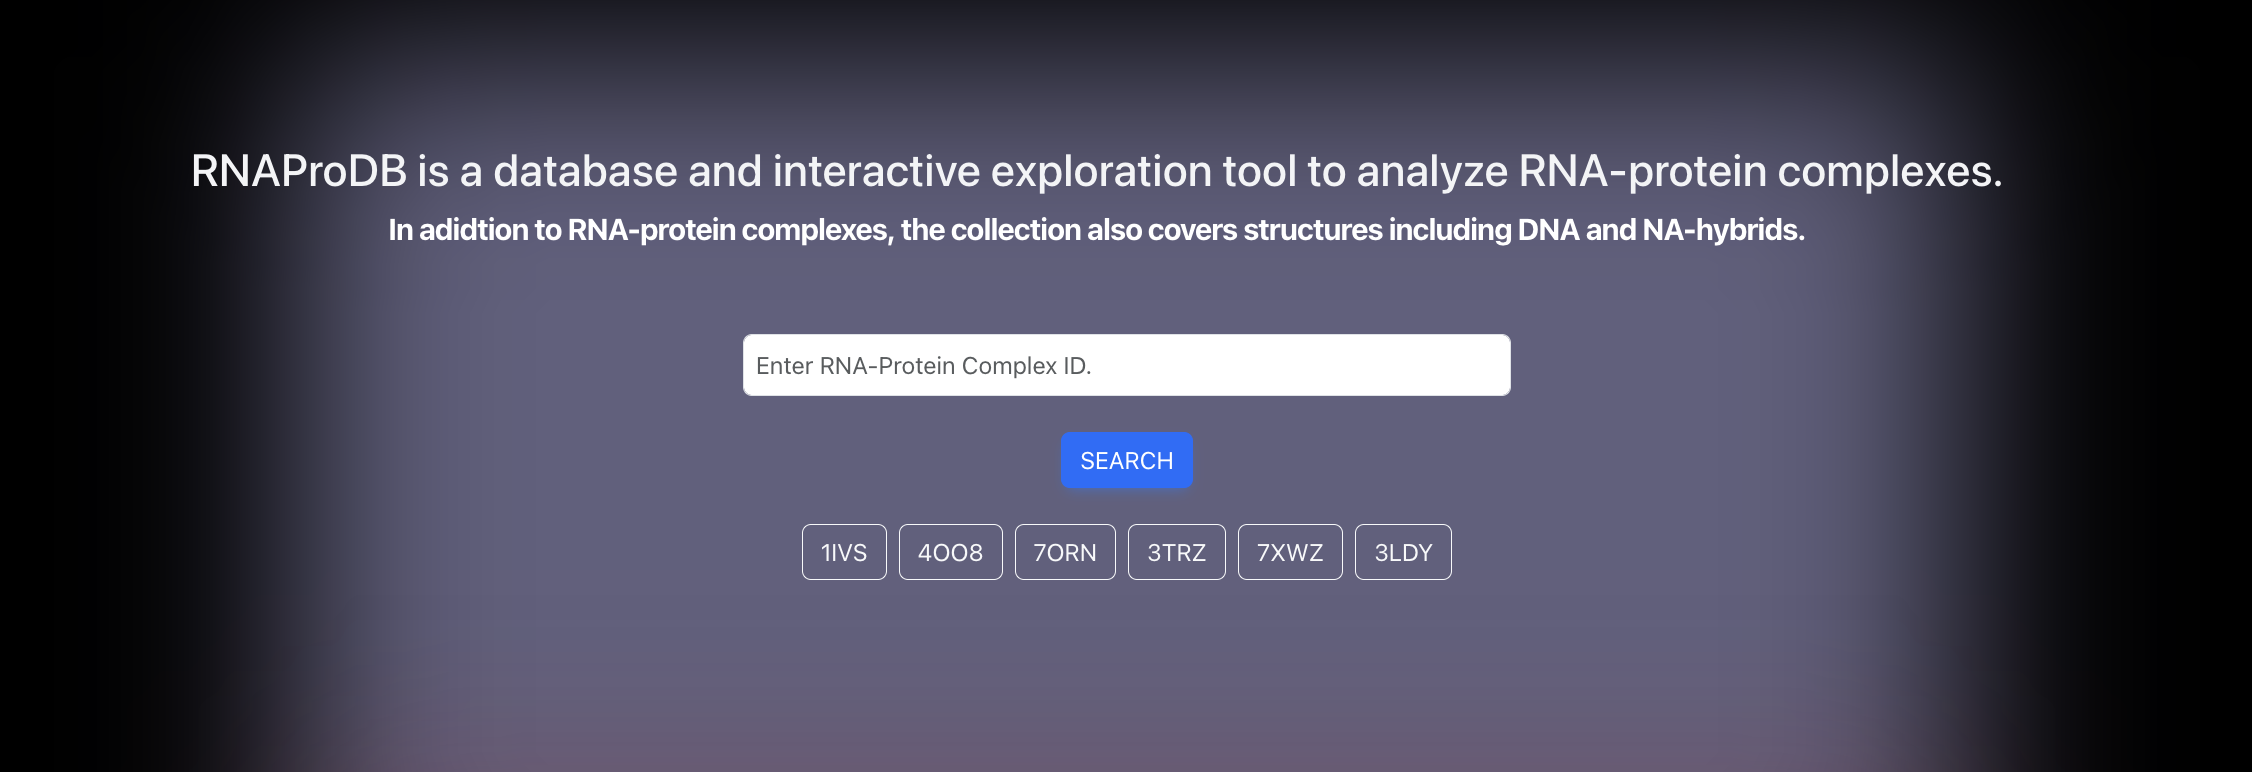 RNAProDB is a database and interactive exploration tool to analyze RNA-protein complexes.
In adidtion to RNA-protein complexes, the collection also covers structures including DNA and NA-hybrids.
Enter RNA-Protein Complex ID.
SEARCH
1IVS 4OO8 7ORN 3TRZ 7XWZ 3LDY